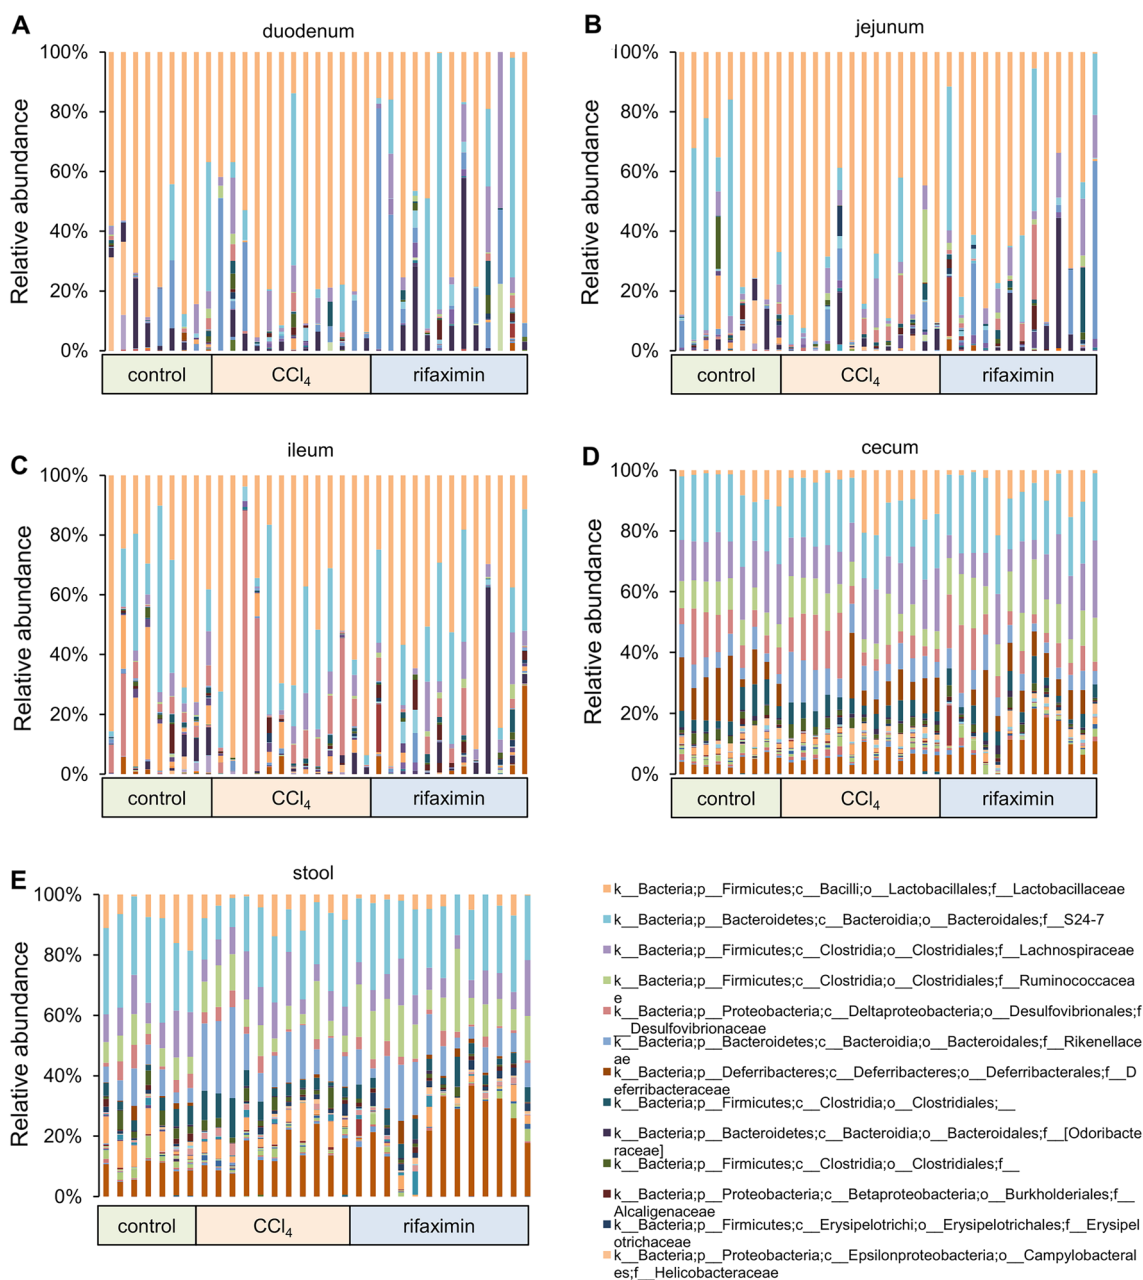 A
duodenum
100%
80%
60%
40%
20%
0%
Relative abundance
control
CCl4
rifaximin
B
jejunum
100%
80%
60%
40%
20%
0%
Relative abundance
control
CCl4
rifaximin
C
ileum
100%
80%
60%
40%
20%
0%
Relative abundance
control
CCl4
rifaximin
D
cecum
100%
80%
60%
40%
20%
0%
Relative abundance
control
CCl4
rifaximin
E
stool
100%
80%
60%
40%
20%
0%
Relative abundance
control
CCl4
rifaximin
k__Bacteria;p__Firmicutes;c__Bacilli;o__Lactobacillales;f__Lactobacillaceae
k__Bacteria;p__Bacteroidetes;c__Bacteroidia;o__Bacteroidales;f__S24-7
k__Bacteria;p__Firmicutes;c__Clostridia;o__Clostridiales;f__Lachnospiraceae
k__Bacteria;p__Firmicutes;c__Clostridia;o__Clostridiales;f__Ruminococcacea
e
k__Bacteria;p__Proteobacteria;c__Deltaproteobacteria;o__Desulfovibrionales;f
__Desulfovibrionaceae
k__Bacteria;p__Bacteroidetes;c__Bacteroidia;o__Bacteroidales;f__Rikenellace
ae
k__Bacteria;p__Deferribacteres;c__Deferribacteres;o__Deferribacterales;f__D
eferribacteraceae
k__Bacteria;p__Firmicutes;c__Clostridia;o__Clostridiales;__
k__Bacteria;p__Bacteroidetes;c__Bacteroidia;o__Bacteroidales;f__[Odoribacte
raceae]
k__Bacteria;p__Firmicutes;c__Clostridia;o__Clostridiales;f__
k__Bacteria;p__Proteobacteria;c__Betaproteobacteria;o__Burkholderiales;f__
Alcaligenaceae
k__Bacteria;p__Firmicutes;c__Erysipelotrichi;o__Erysipelotrichales;f__Erysipel
otrichaceae
k__Bacteria;p__Proteobacteria;c__Epsilonproteobacteria;o__Campylobacteral
es;f__Helicobacteraceae